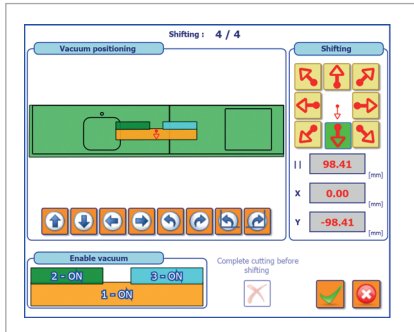 Shifting : 4 / 4
Vacuum positioning
Shifting
|| 98.41 [mm]
X 0.00 [mm]
Y -98.41 [mm]
Enable vacuum
2 - ON 3 - ON
1 - ON
Complete cutting before
shifting